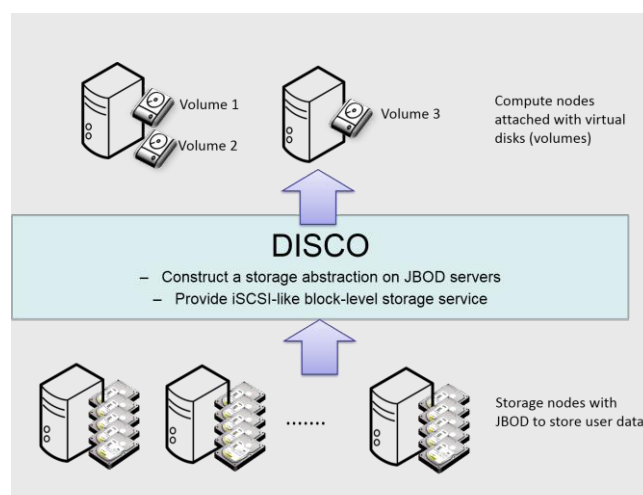 Volume 1
Volume 2
Volume 3
Compute nodes
attached with virtual
disks (volumes)
DISCO
– Construct a storage abstraction on JBOD servers
– Provide iSCSI-like block-level storage service
.......
Storage nodes with
JBOD to store user data